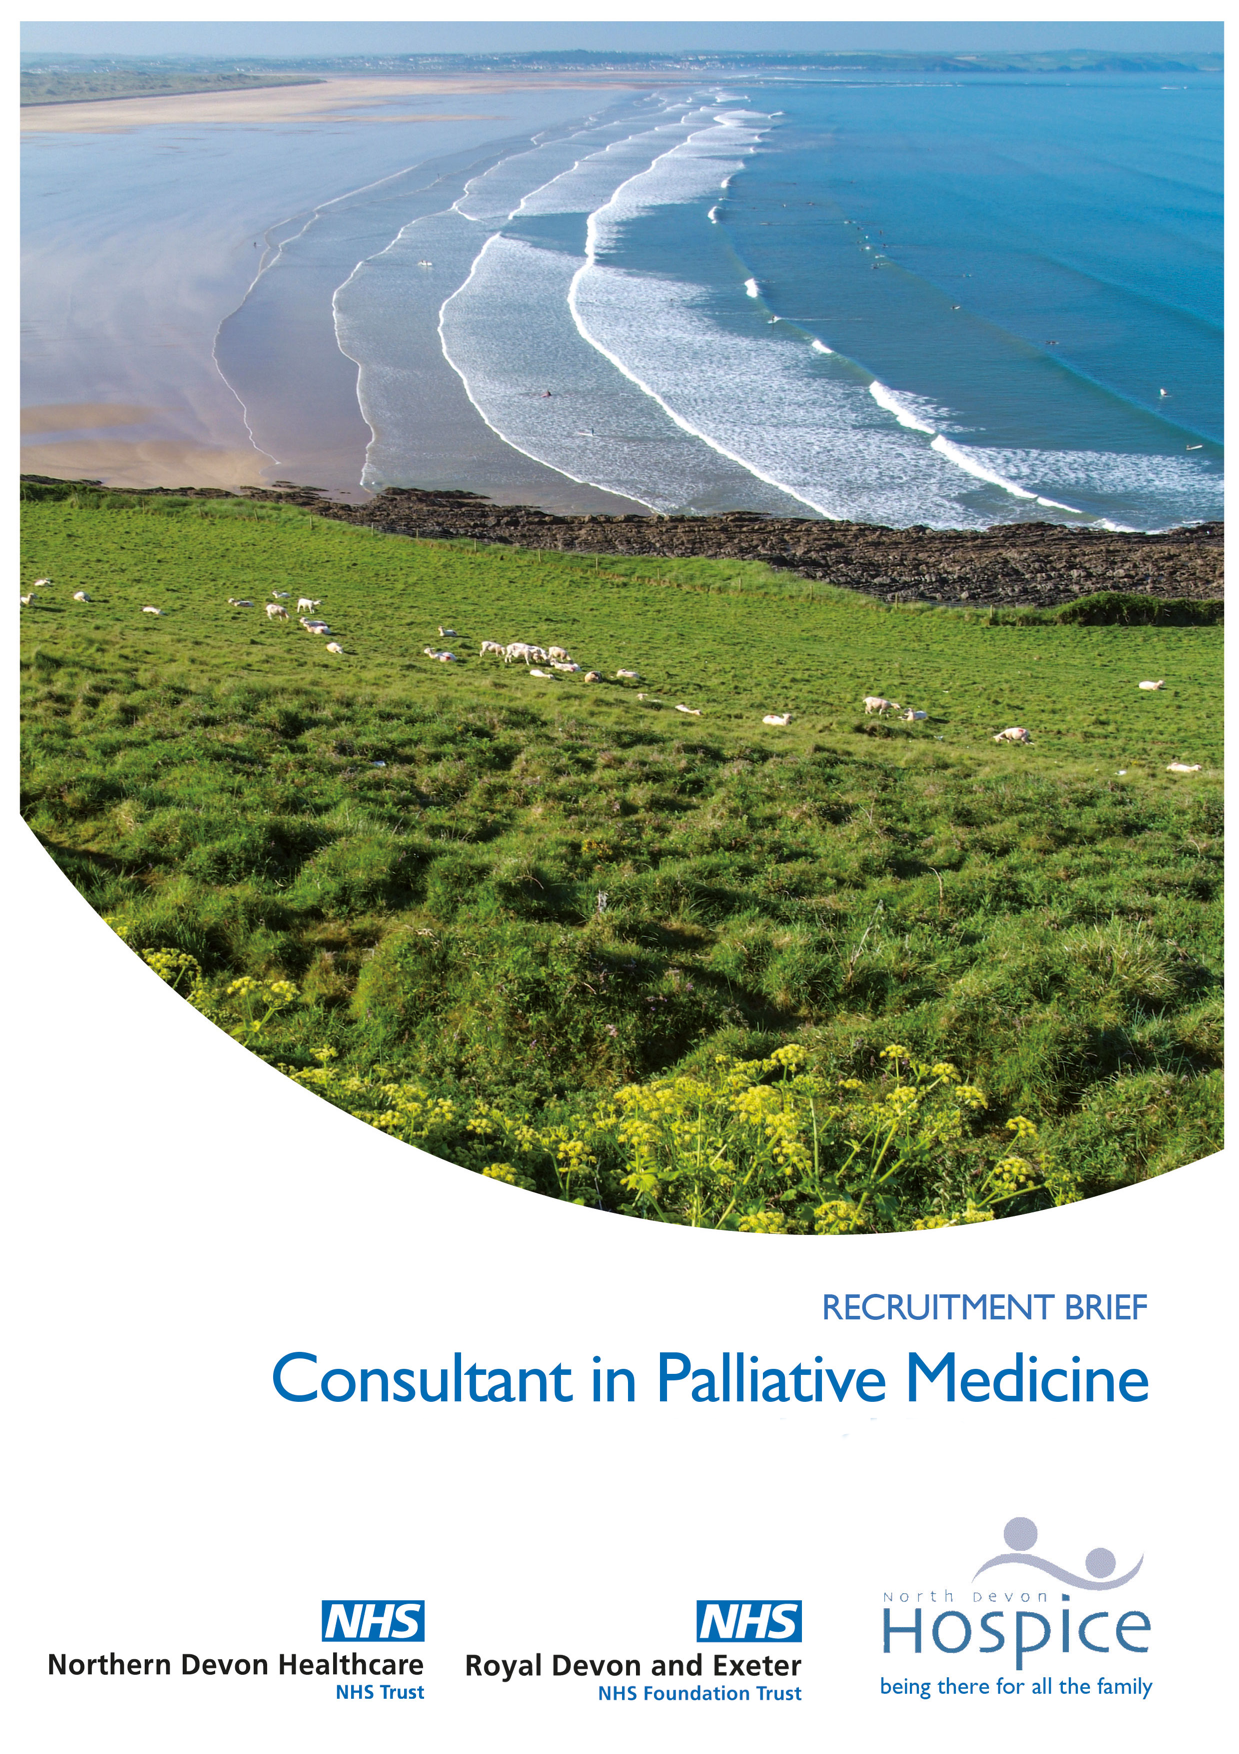 RECRUITMENT BRIEF
Consultant in Palliative Medicine
NHS
Northern Devon Healthcare
NHS Trust
NHS
Royal Devon and Exeter
NHS Foundation Trust
North Devon
Hospice
being there for all the family